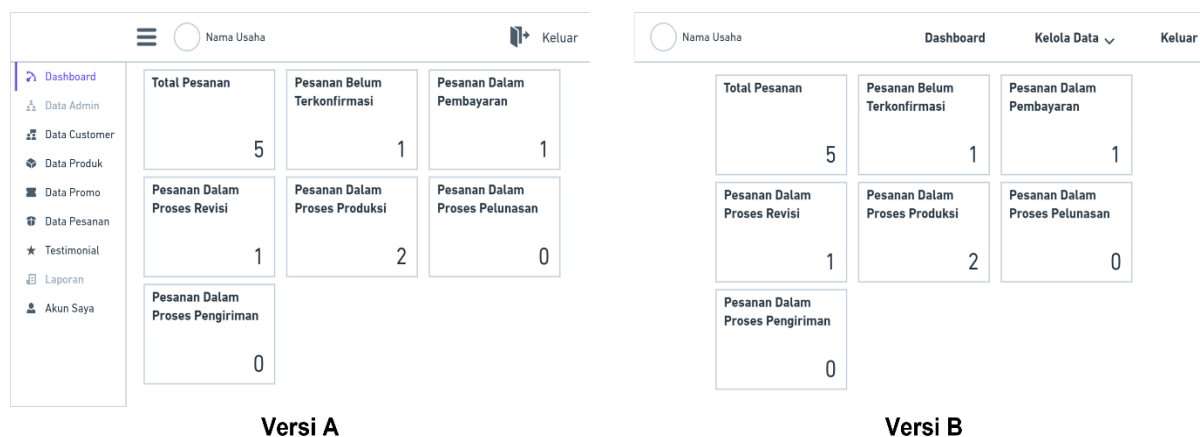 Nama Usaha
Keluar
Dashboard
Data Admin
Data Customer
Data Produk
Data Promo
Data Pesanan
Testimonial
Laporan
Akun Saya
Total Pesanan
5
Pesanan Belum
Terkonfirmasi
1
Pesanan Dalam
Pembayaran
1
Pesanan Dalam
Proses Revisi
1
Pesanan Dalam
Proses Produksi
2
Pesanan Dalam
Proses Pelunasan
0
Pesanan Dalam
Proses Pengiriman
0
Versi A
Nama Usaha
Dashboard
Kelola Data
Keluar
Total Pesanan
5
Pesanan Belum
Terkonfirmasi
1
Pesanan Dalam
Pembayaran
1
Pesanan Dalam
Proses Revisi
1
Pesanan Dalam
Proses Produksi
2
Pesanan Dalam
Proses Pelunasan
0
Pesanan Dalam
Proses Pengiriman
0
Versi B